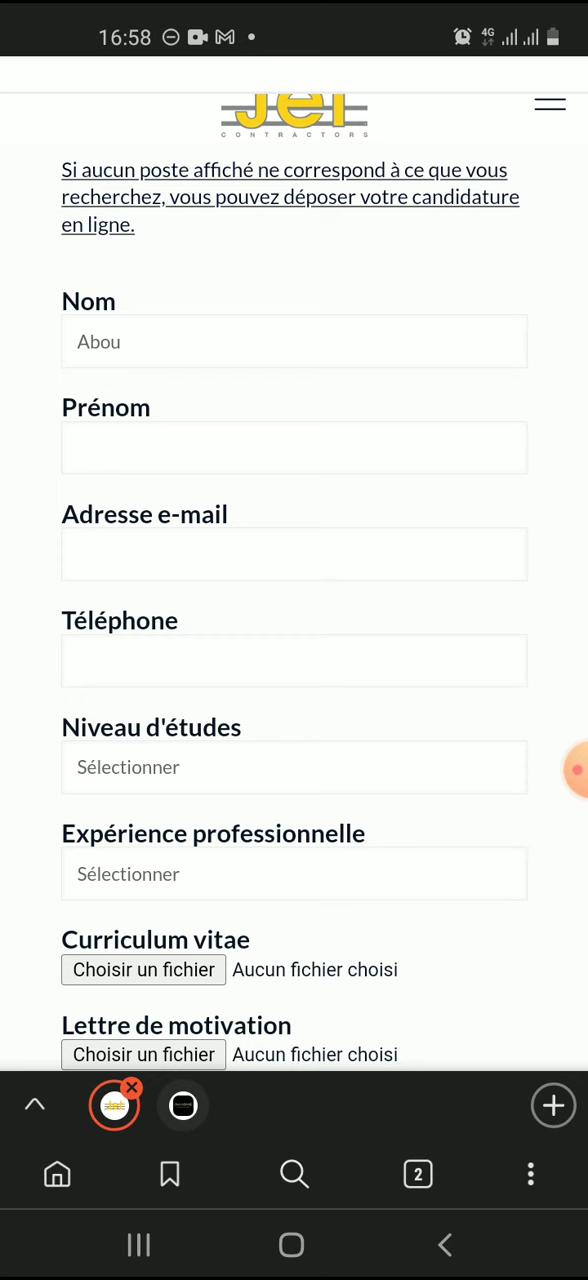 16:58
4G
Jet
CONTRACTORS
Si aucun poste affiché ne correspond à ce que vous
recherchez, vous pouvez déposer votre candidature
en ligne.
Nom
Abou
Prénom
Adresse e-mail
Téléphone
Niveau d'études
Sélectionner
Expérience professionnelle
Sélectionner
Curriculum vitae
Choisir un fichier Aucun fichier choisi
Lettre de motivation
Choisir un fichier Aucun fichier choisi
2